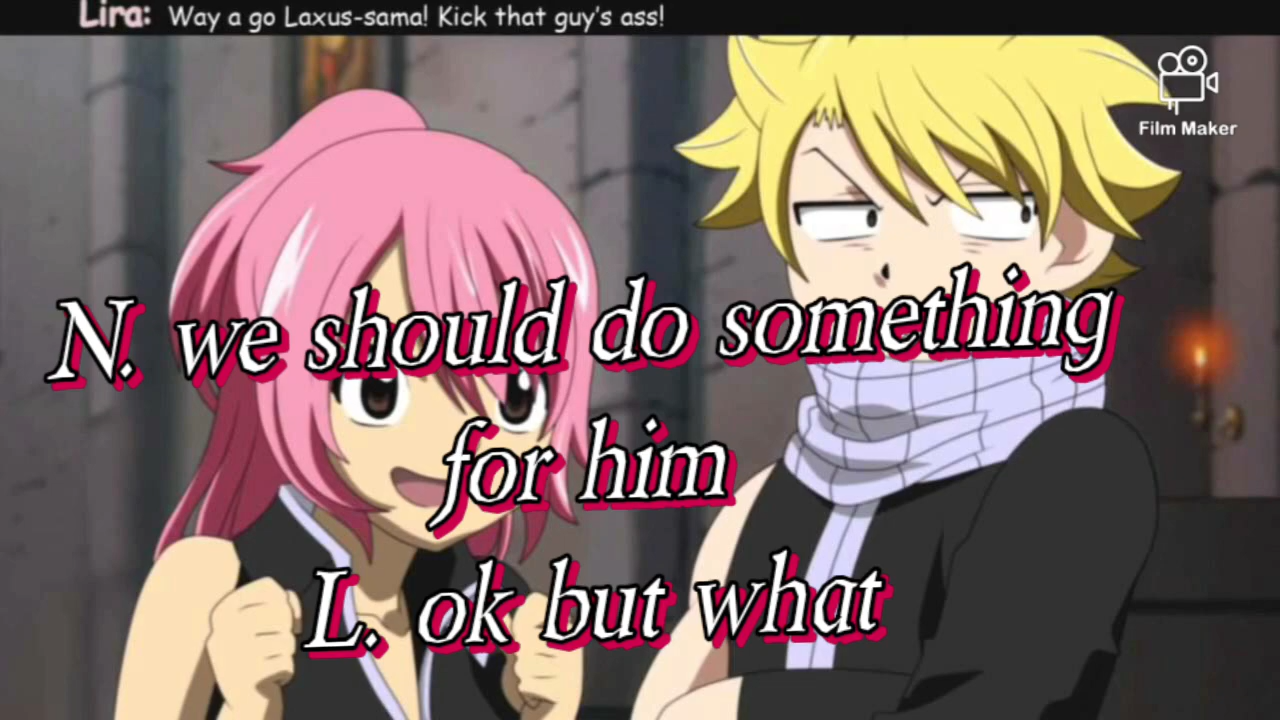 Lira: Way a go Laxus-sama! Kick that guy's ass!
Film Maker
N. we should do something
for him
L. ok but what